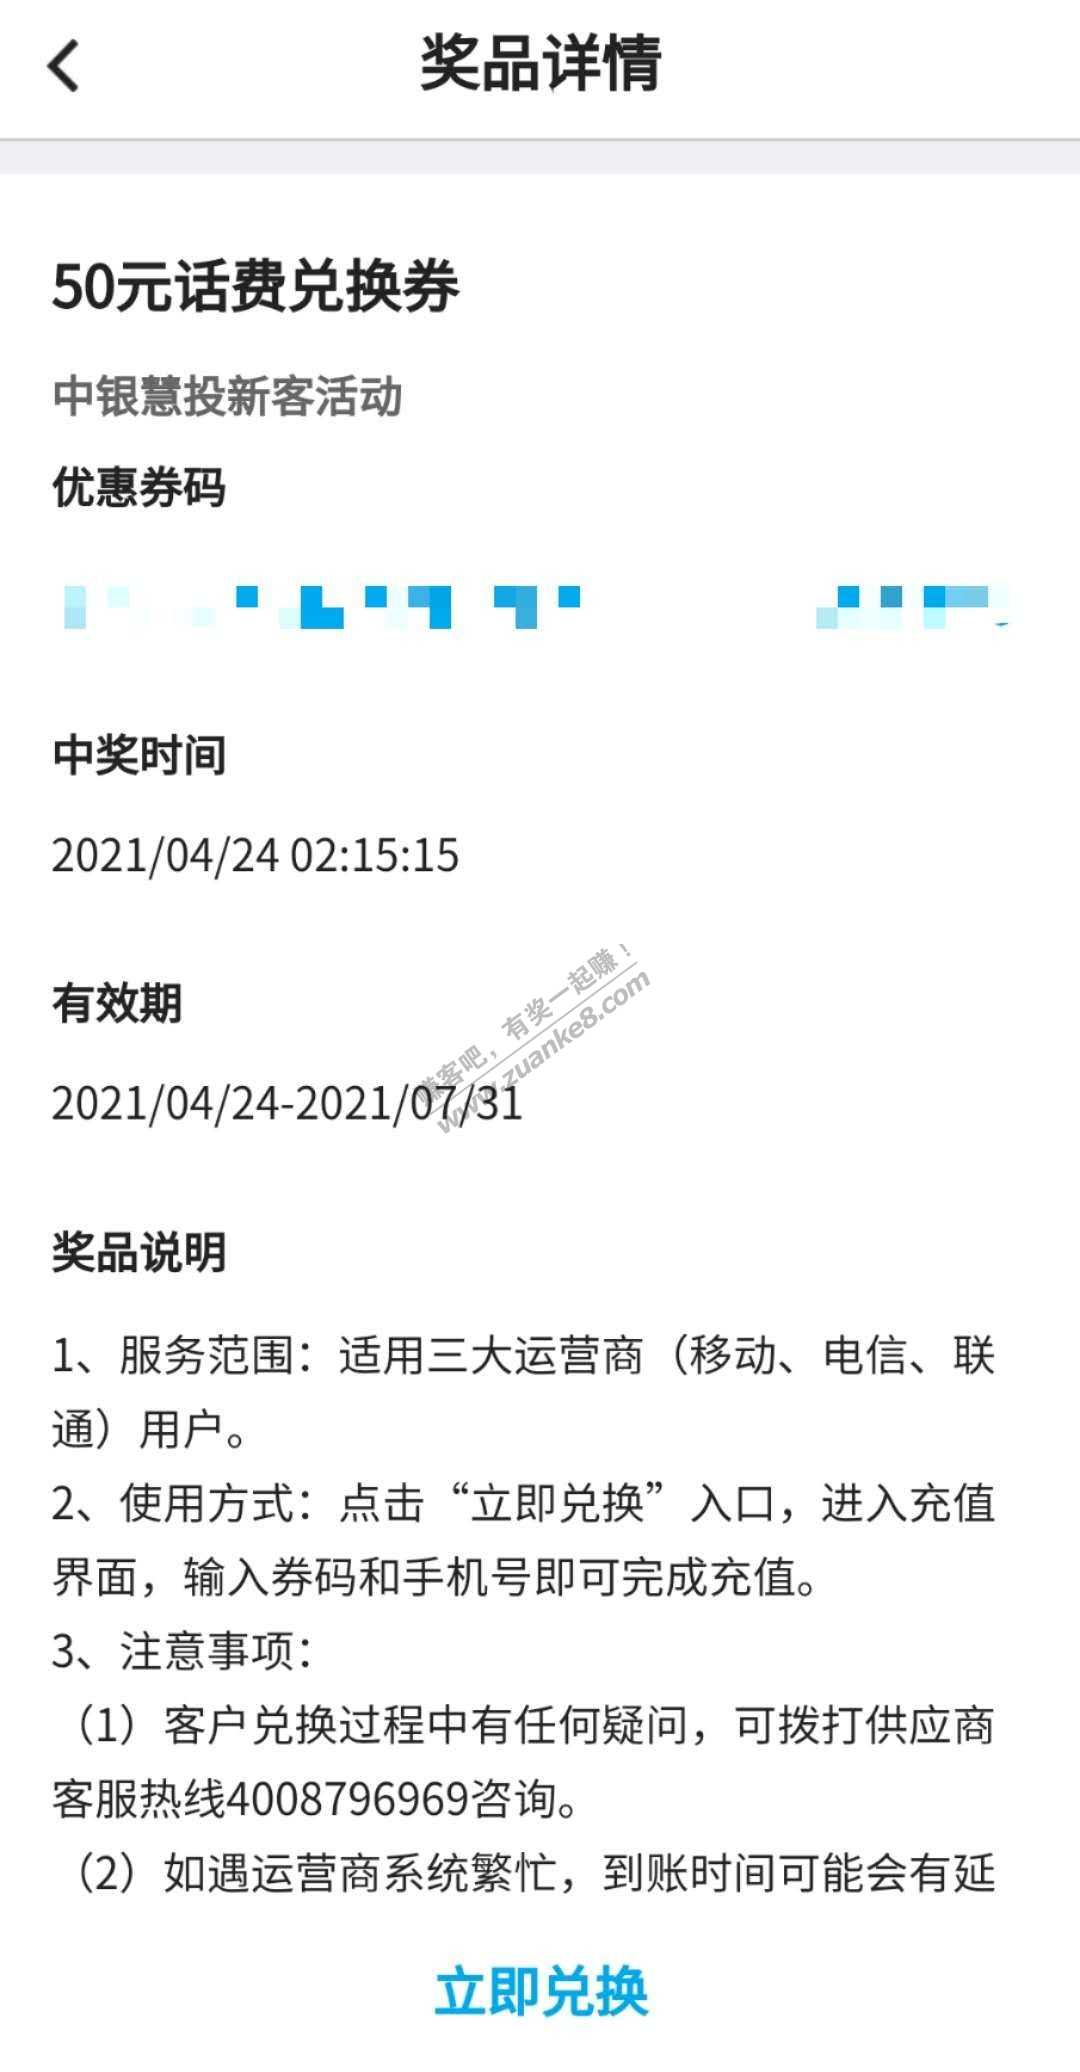 奖品详情
50元话费兑换券
中银慧投新客活动
优惠券码
中奖时间
2021/04/24 02:15:15
有效期
2021/04/24-2021/07/31
赚客吧，有奖一起赚！
www.zuanke8.com
奖品说明
1、服务范围：适用三大运营商（移动、电信、联
通）用户。
2、使用方式：点击“立即兑换”入口，进入充值
界面，输入券码和手机号即可完成充值。
3、注意事项：
（1）客户兑换过程中有任何疑问，可拨打供应商
客服热线4008796969咨询。
（2）如遇运营商系统繁忙，到账时间可能会有延
立即兑换